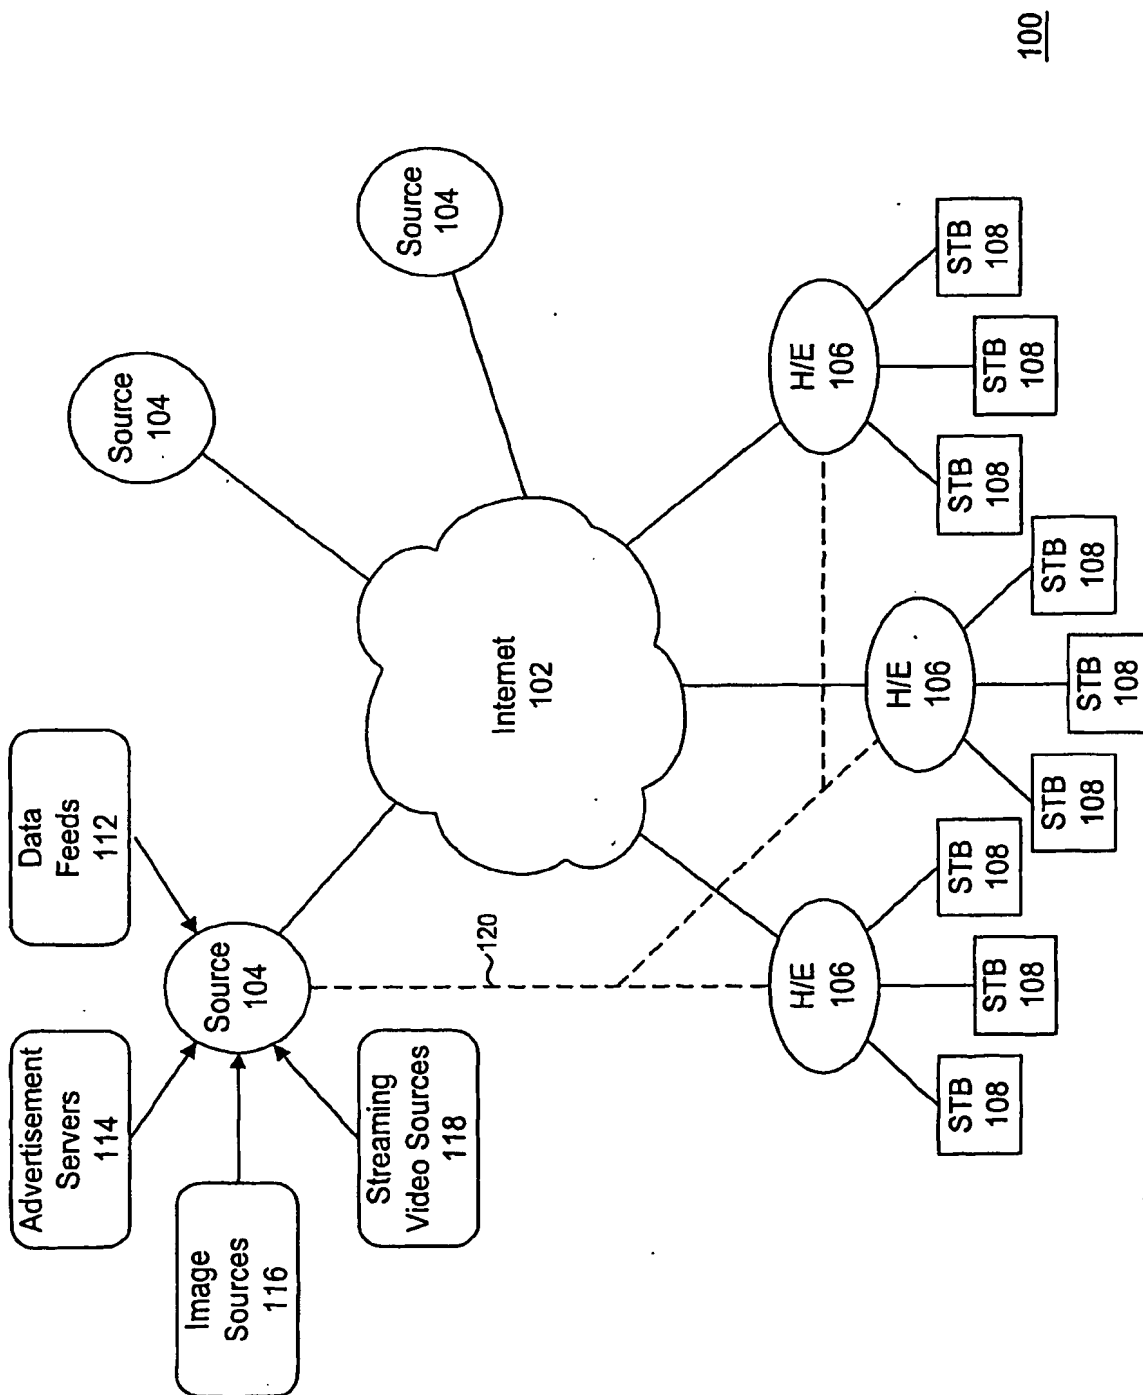 Advertisement
Servers
114
Data
Feeds
112
Image
Sources
116
Source
104
Source
104
Streaming
Video Sources
118
Source
104
120
Internet
102
H/E
106
H/E
106
H/E
106
STB
108
STB
108
STB
108
STB
108
STB
108
STB
108
STB
108
STB
108
STB
108
100